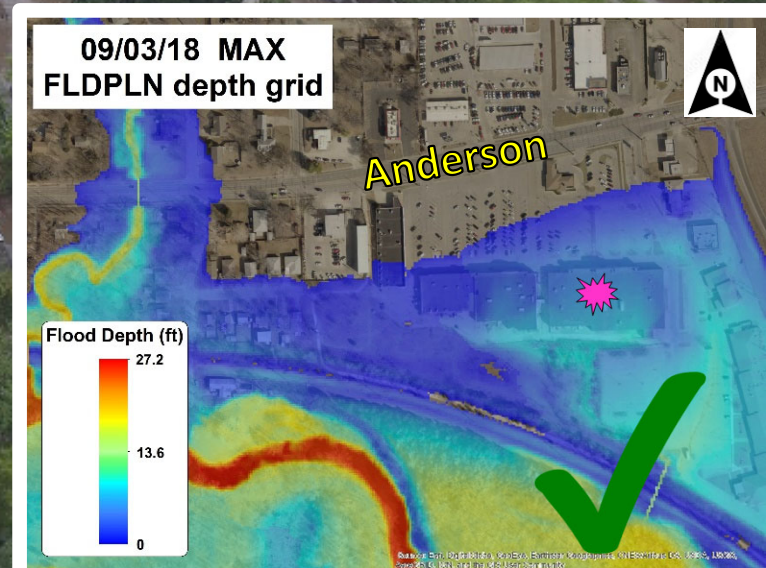 09/03/18 MAX
FLDPLN depth grid
N
Anderson
Flood Depth (ft)
27.2
13.6
0